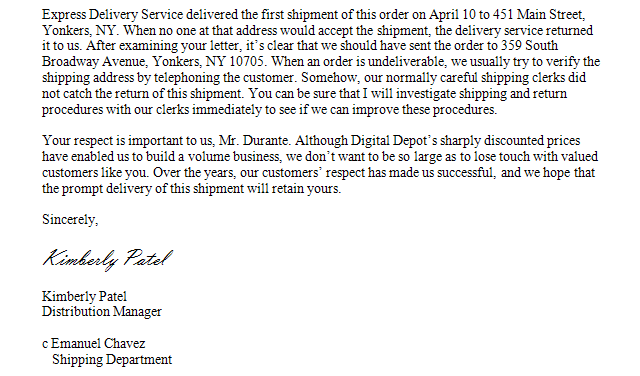 Express Delivery Service delivered the first shipment of this order on April 10 to 451 Main Street,
Yonkers, NY. When no one at that address would accept the shipment, the delivery service returned
it to us. After examining your letter, it's clear that we should have sent the order to 359 South
Broadway Avenue, Yonkers, NY 10705. When an order is undeliverable, we usually try to verify the
shipping address by telephoning the customer. Somehow, our normally careful shipping clerks did
not catch the return of this shipment. You can be sure that I will investigate shipping and return
procedures with our clerks immediately to see if we can improve these procedures.
Your respect is important to us, Mr. Durante. Although Digital Depot's sharply discounted prices
have enabled us to build a volume business, we don't want to be so large as to lose touch with valued
customers like you. Over the years, our customers' respect has made us successful, and we hope that
the prompt delivery of this shipment will retain yours.
Sincerely,
Kimberly Patel
Kimberly Patel
Distribution Manager
c Emanuel Chavez
Shipping Department